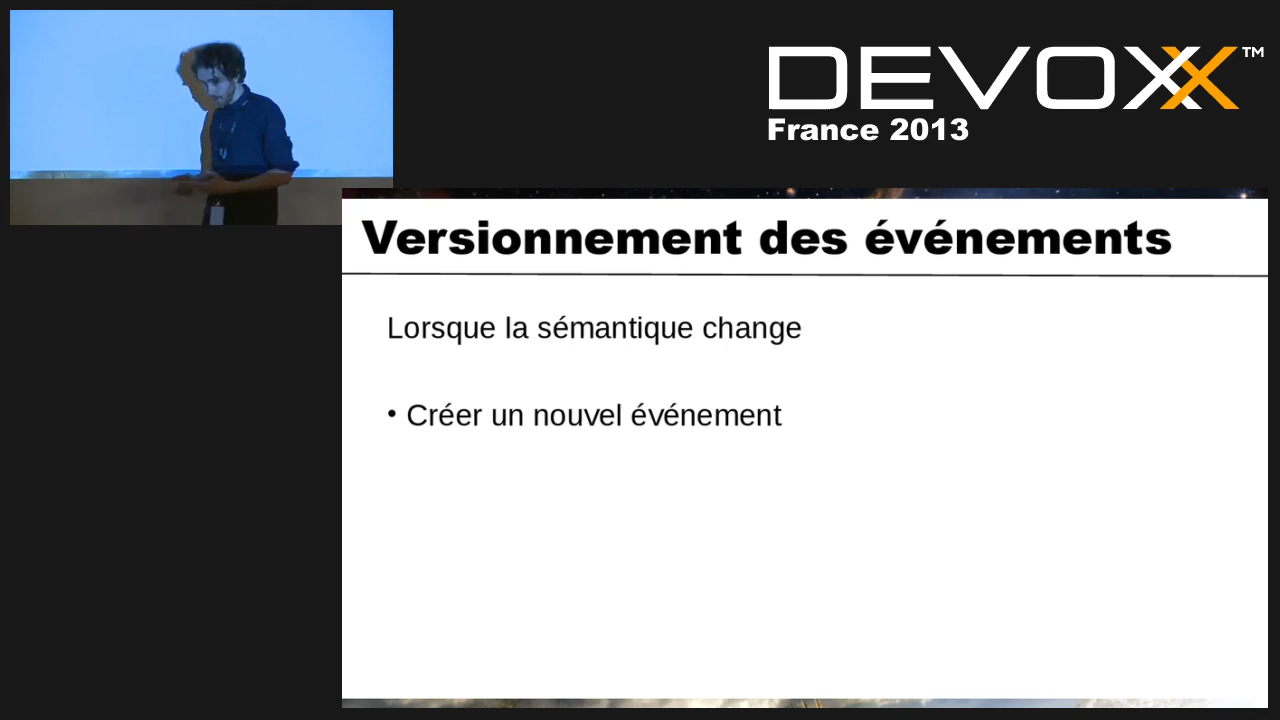 DEVOXX™
France 2013
Versionnement des événements
Lorsque la sémantique change
• Créer un nouvel événement